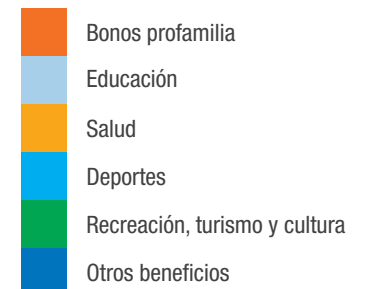 Bonos profamilia
Educación
Salud
Deportes
Recreación, turismo y cultura
Otros beneficios